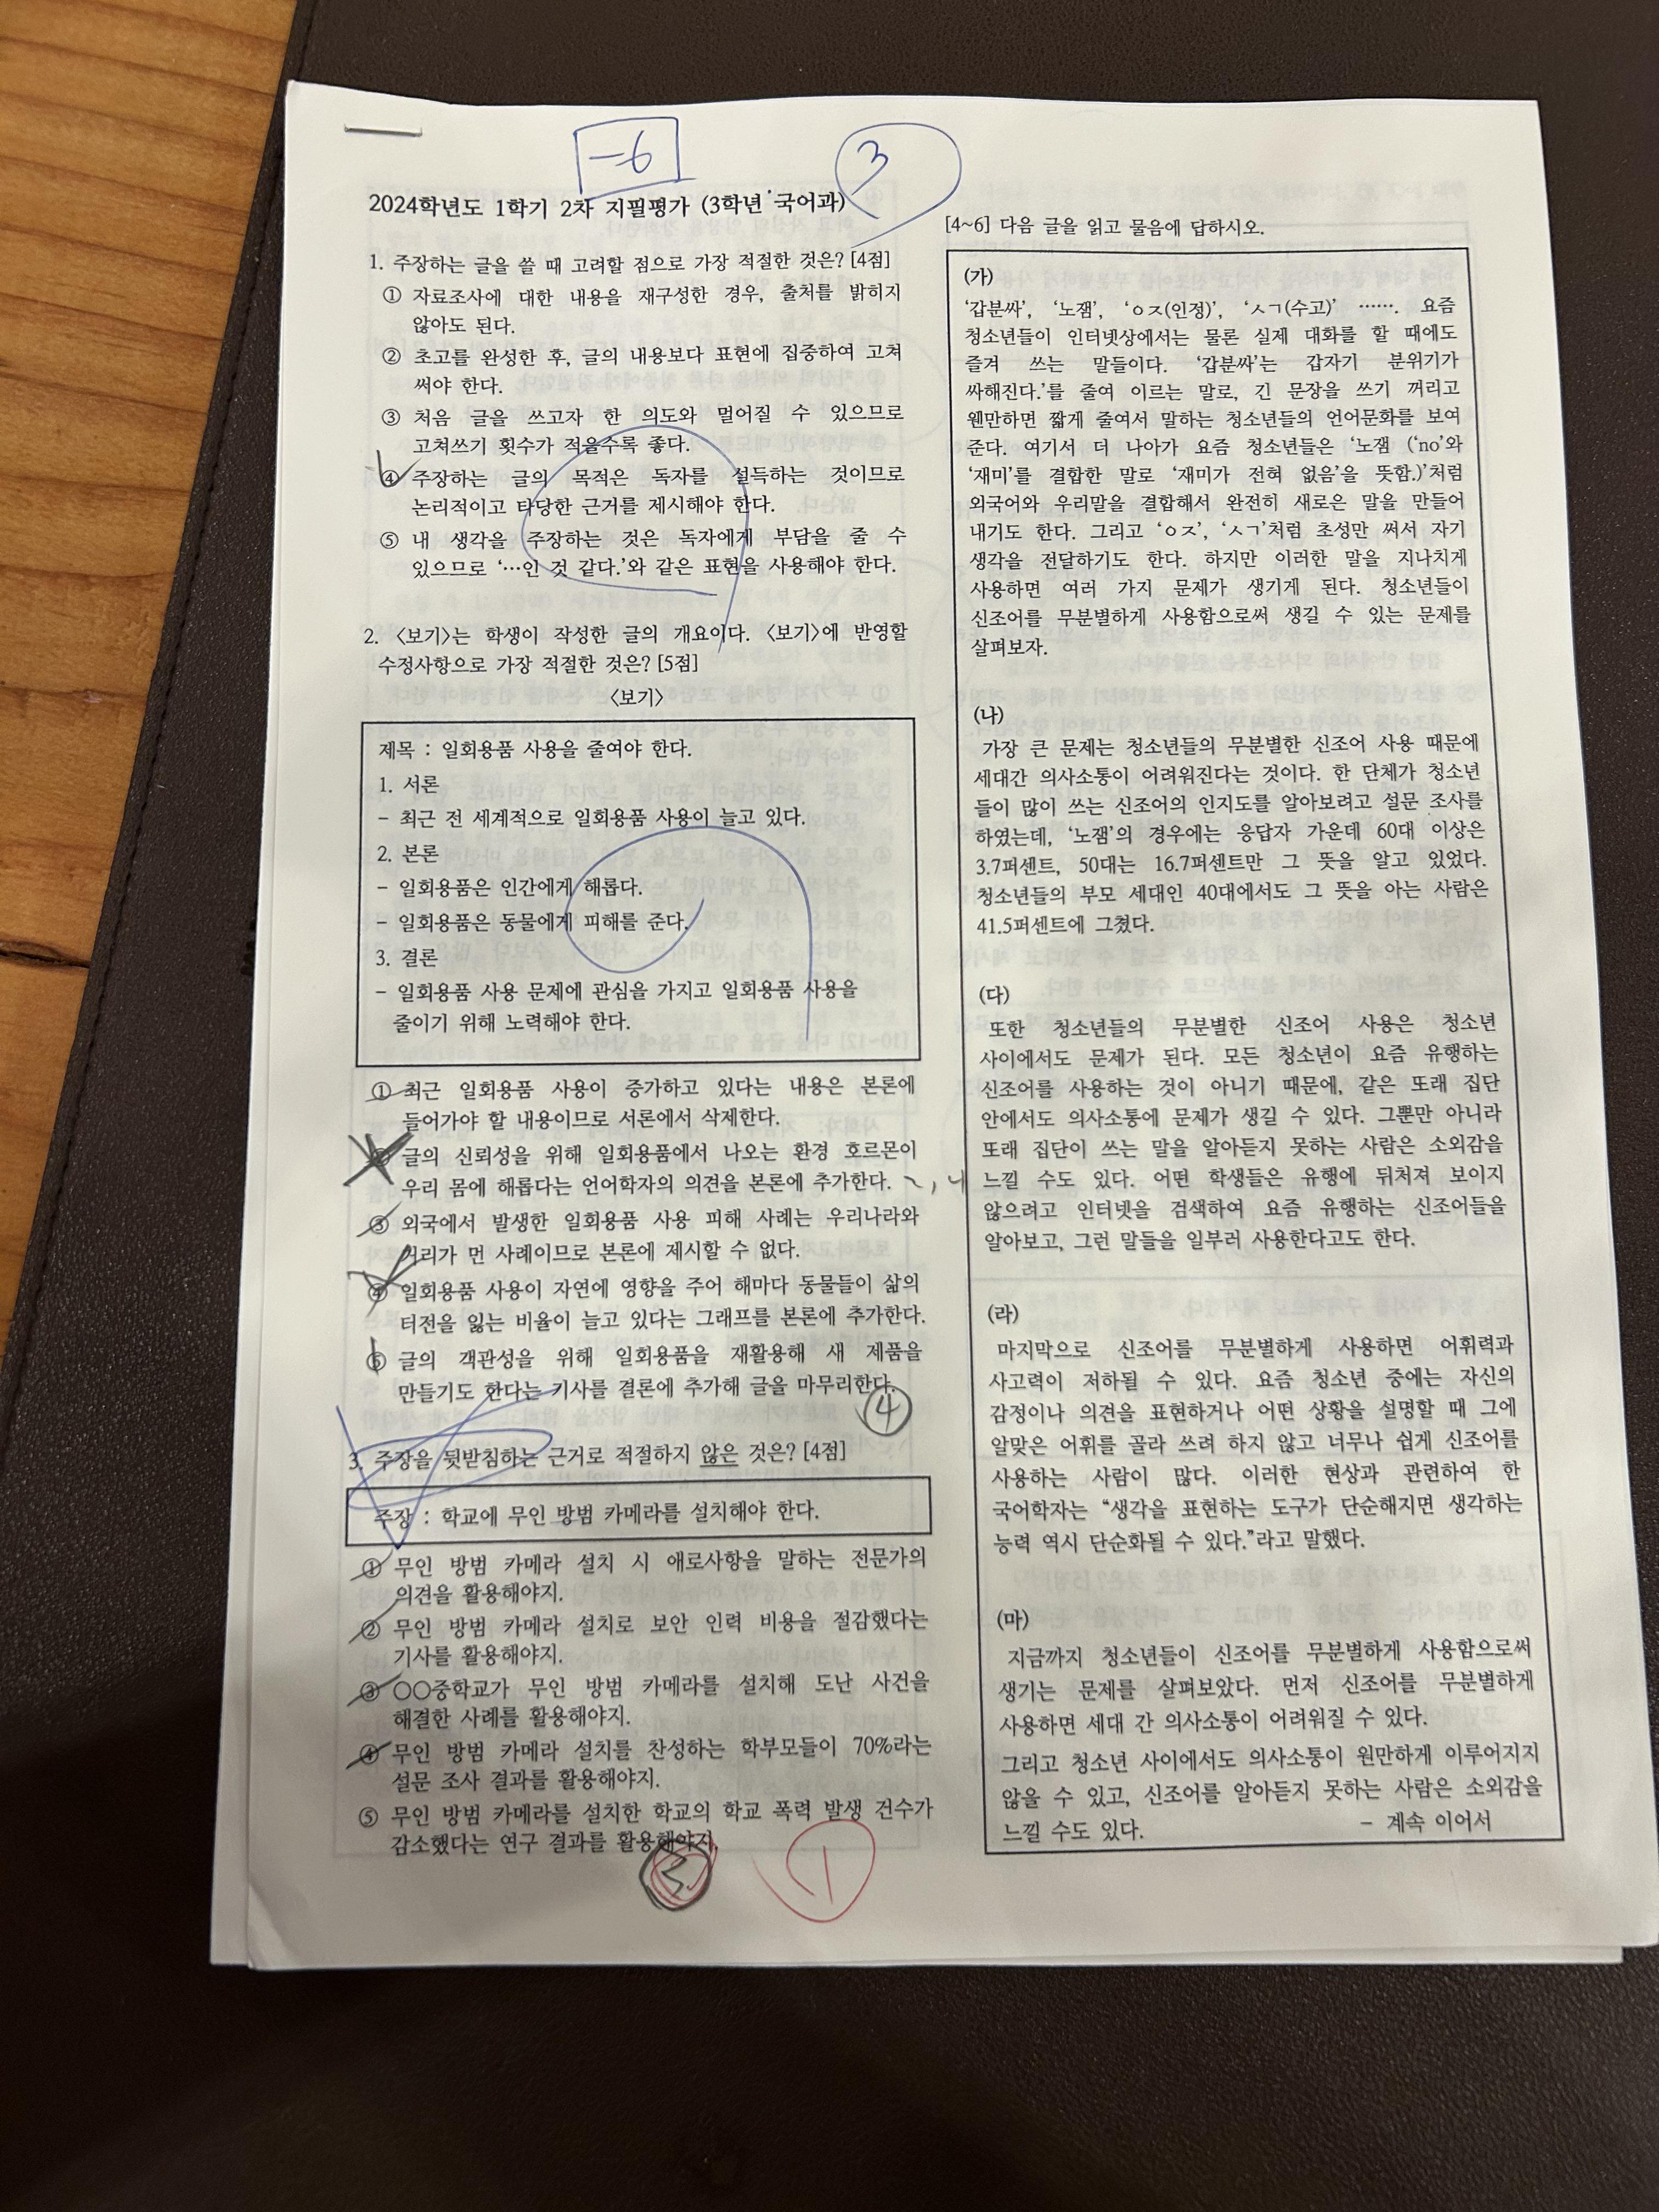 -6
3
2024학년도 1학기 2차 지필평가 (3학년 국어과)
1. 주장하는 글을 쓸 때 고려할 점으로 가장 적절한 것은? [4점]
① 자료조사에 대한 내용을 재구성한 경우, 출처를 밝히지
않아도 된다.
② 초고를 완성한 후, 글의 내용보다 표현에 집중하여 고쳐
써야 한다.
③ 처음 글을 쓰고자 한 의도와 멀어질 수 있으므로
고쳐쓰기 횟수가 적을수록 좋다.
④ 주장하는 글의 목적은 독자를 설득하는 것이므로
논리적이고 타당한 근거를 제시해야 한다.
⑤ 내 생각을 주장하는 것은 독자에게 부담을 줄 수
있으므로 ‘…인 것 같다.’와 같은 표현을 사용해야 한다.
2. 〈보기〉는 학생이 작성한 글의 개요이다. 〈보기〉에 반영할
수정사항으로 가장 적절한 것은? [5점]
〈보기〉
제목 : 일회용품 사용을 줄여야 한다.
1. 서론
- 최근 전 세계적으로 일회용품 사용이 늘고 있다.
2. 본론
- 일회용품은 인간에게 해롭다.
- 일회용품은 동물에게 피해를 준다.
3. 결론
- 일회용품 사용 문제에 관심을 가지고 일회용품 사용을
줄이기 위해 노력해야 한다.
① 최근 일회용품 사용이 증가하고 있다는 내용은 본론에
들어가야 할 내용이므로 서론에서 삭제한다.
② 글의 신뢰성을 위해 일회용품에서 나오는 환경 호르몬이
우리 몸에 해롭다는 언어학자의 의견을 본론에 추가한다.
③ 외국에서 발생한 일회용품 사용 피해 사례는 우리나라와
거리가 먼 사례이므로 본론에 제시할 수 없다.
④ 일회용품 사용이 자연에 영향을 주어 해마다 동물들이 삶의
터전을 잃는 비율이 늘고 있다는 그래프를 본론에 추가한다.
⑤ 글의 객관성을 위해 일회용품을 재활용해 새 제품을
만들기도 한다는 기사를 결론에 추가해 글을 마무리한다.
④
3. 주장을 뒷받침하는 근거로 적절하지 않은 것은? [4점]
주장 : 학교에 무인 방범 카메라를 설치해야 한다.
① 무인 방범 카메라 설치 시 애로사항을 말하는 전문가의
의견을 활용해야지.
② 무인 방범 카메라 설치로 보안 인력 비용을 절감했다는
기사를 활용해야지.
③ ○○중학교가 무인 방범 카메라를 설치해 도난 사건을
해결한 사례를 활용해야지.
④ 무인 방범 카메라 설치를 찬성하는 학부모들이 70%라는
설문 조사 결과를 활용해야지.
⑤ 무인 방범 카메라를 설치한 학교의 학교 폭력 발생 건수가
감소했다는 연구 결과를 활용해야지.
①
[4~6] 다음 글을 읽고 물음에 답하시오.
(가)
‘갑분싸’, ‘노잼’, ‘ㅇㅈ(인정)’, ‘ㅅㄱ(수고)’ ……. 요즘
청소년들이 인터넷상에서는 물론 실제 대화를 할 때에도
즐겨 쓰는 말들이다. ‘갑분싸’는 갑자기 분위기가
싸해진다.’를 줄여 이르는 말로, 긴 문장을 쓰기 꺼리고
웬만하면 짧게 줄여서 말하는 청소년들의 언어문화를 보여
준다. 여기서 더 나아가 요즘 청소년들은 ‘노잼 (‘no’와
‘재미’를 결합한 말로 ‘재미가 전혀 없음’을 뜻함.)’처럼
외국어와 우리말을 결합해서 완전히 새로운 말을 만들어
내기도 한다. 그리고 ‘ㅇㅈ’, ‘ㅅㄱ’처럼 초성만 써서 자기
생각을 전달하기도 한다. 하지만 이러한 말을 지나치게
사용하면 여러 가지 문제가 생기게 된다. 청소년들이
신조어를 무분별하게 사용함으로써 생길 수 있는 문제를
살펴보자.
(나)
가장 큰 문제는 청소년들의 무분별한 신조어 사용 때문에
세대간 의사소통이 어려워진다는 것이다. 한 단체가 청소년
들이 많이 쓰는 신조어의 인지도를 알아보려고 설문 조사를
하였는데, ‘노잼’의 경우에는 응답자 가운데 60대 이상은
3.7퍼센트, 50대는 16.7퍼센트만 그 뜻을 알고 있었다.
청소년들의 부모 세대인 40대에서도 그 뜻을 아는 사람은
41.5퍼센트에 그쳤다.
(다)
또한 청소년들의 무분별한 신조어 사용은 청소년
사이에서도 문제가 된다. 모든 청소년이 요즘 유행하는
신조어를 사용하는 것이 아니기 때문에, 같은 또래 집단
안에서도 의사소통에 문제가 생길 수 있다. 그뿐만 아니라
또래 집단이 쓰는 말을 알아듣지 못하는 사람은 소외감을
느낄 수도 있다. 어떤 학생들은 유행에 뒤처져 보이지
않으려고 인터넷을 검색하여 요즘 유행하는 신조어들을
알아보고, 그런 말들을 일부러 사용한다고도 한다.
(라)
마지막으로 신조어를 무분별하게 사용하면 어휘력과
사고력이 저하될 수 있다. 요즘 청소년 중에는 자신의
감정이나 의견을 표현하거나 어떤 상황을 설명할 때 그에
알맞은 어휘를 골라 쓰려 하지 않고 너무나 쉽게 신조어를
사용하는 사람이 많다. 이러한 현상과 관련하여 한
국어학자는 “생각을 표현하는 도구가 단순해지면 생각하는
능력 역시 단순화될 수 있다.”라고 말했다.
(마)
지금까지 청소년들이 신조어를 무분별하게 사용함으로써
생기는 문제를 살펴보았다. 먼저 신조어를 무분별하게
사용하면 세대 간 의사소통이 어려워질 수 있다.
그리고 청소년 사이에서도 의사소통이 원만하게 이루어지지
않을 수 있고, 신조어를 알아듣지 못하는 사람은 소외감을
느낄 수도 있다.
- 계속 이어서